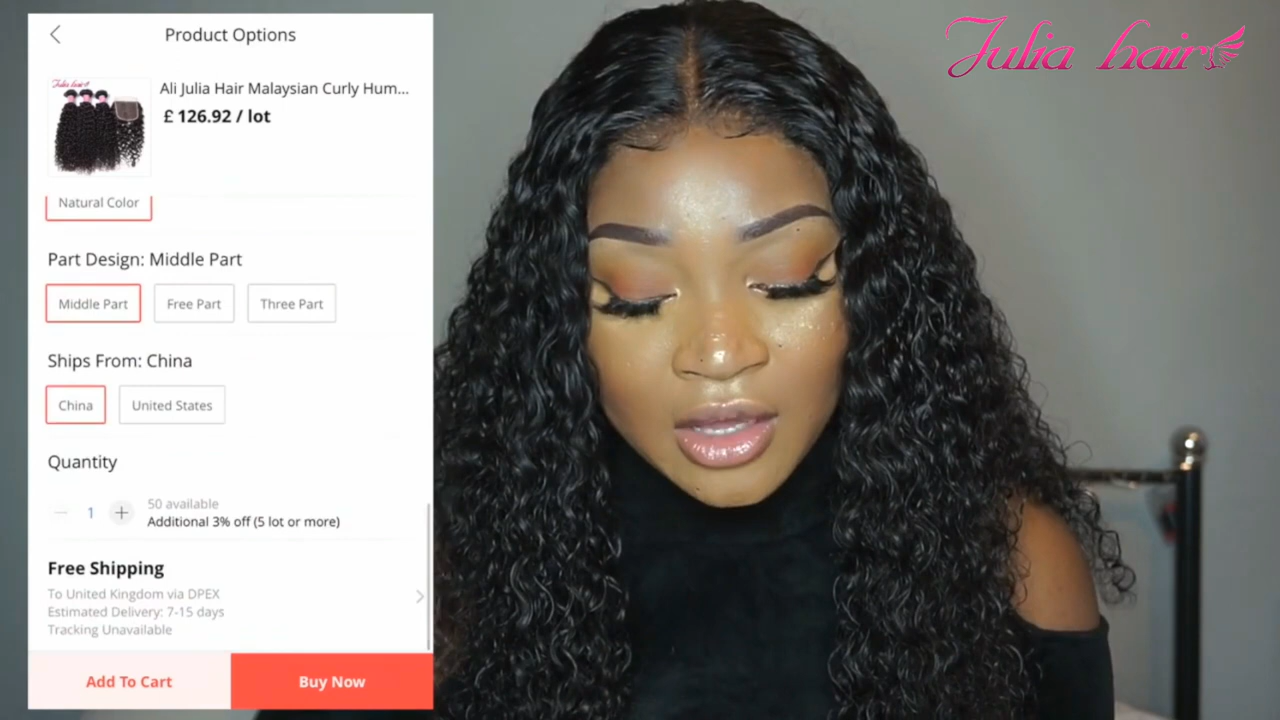 Product Options
Julia hair
Ali Julia Hair Malaysian Curly Hum...
£ 126.92 / lot
Natural Color
Part Design: Middle Part
Middle Part
Free Part
Three Part
Ships From: China
China
United States
Quantity
1
50 available
Additional 3% off (5 lot or more)
Free Shipping
To United Kingdom via DPEX
Estimated Delivery: 7-15 days
Tracking Unavailable
Add To Cart
Buy Now
Julia hair